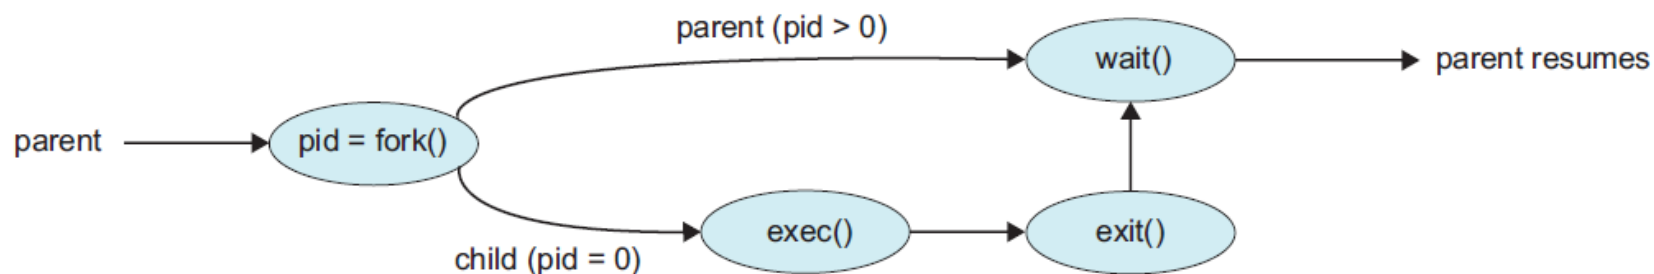 parent (pid > 0)
wait()
parent resumes
parent
pid = fork()
exec()
exit()
child (pid = 0)